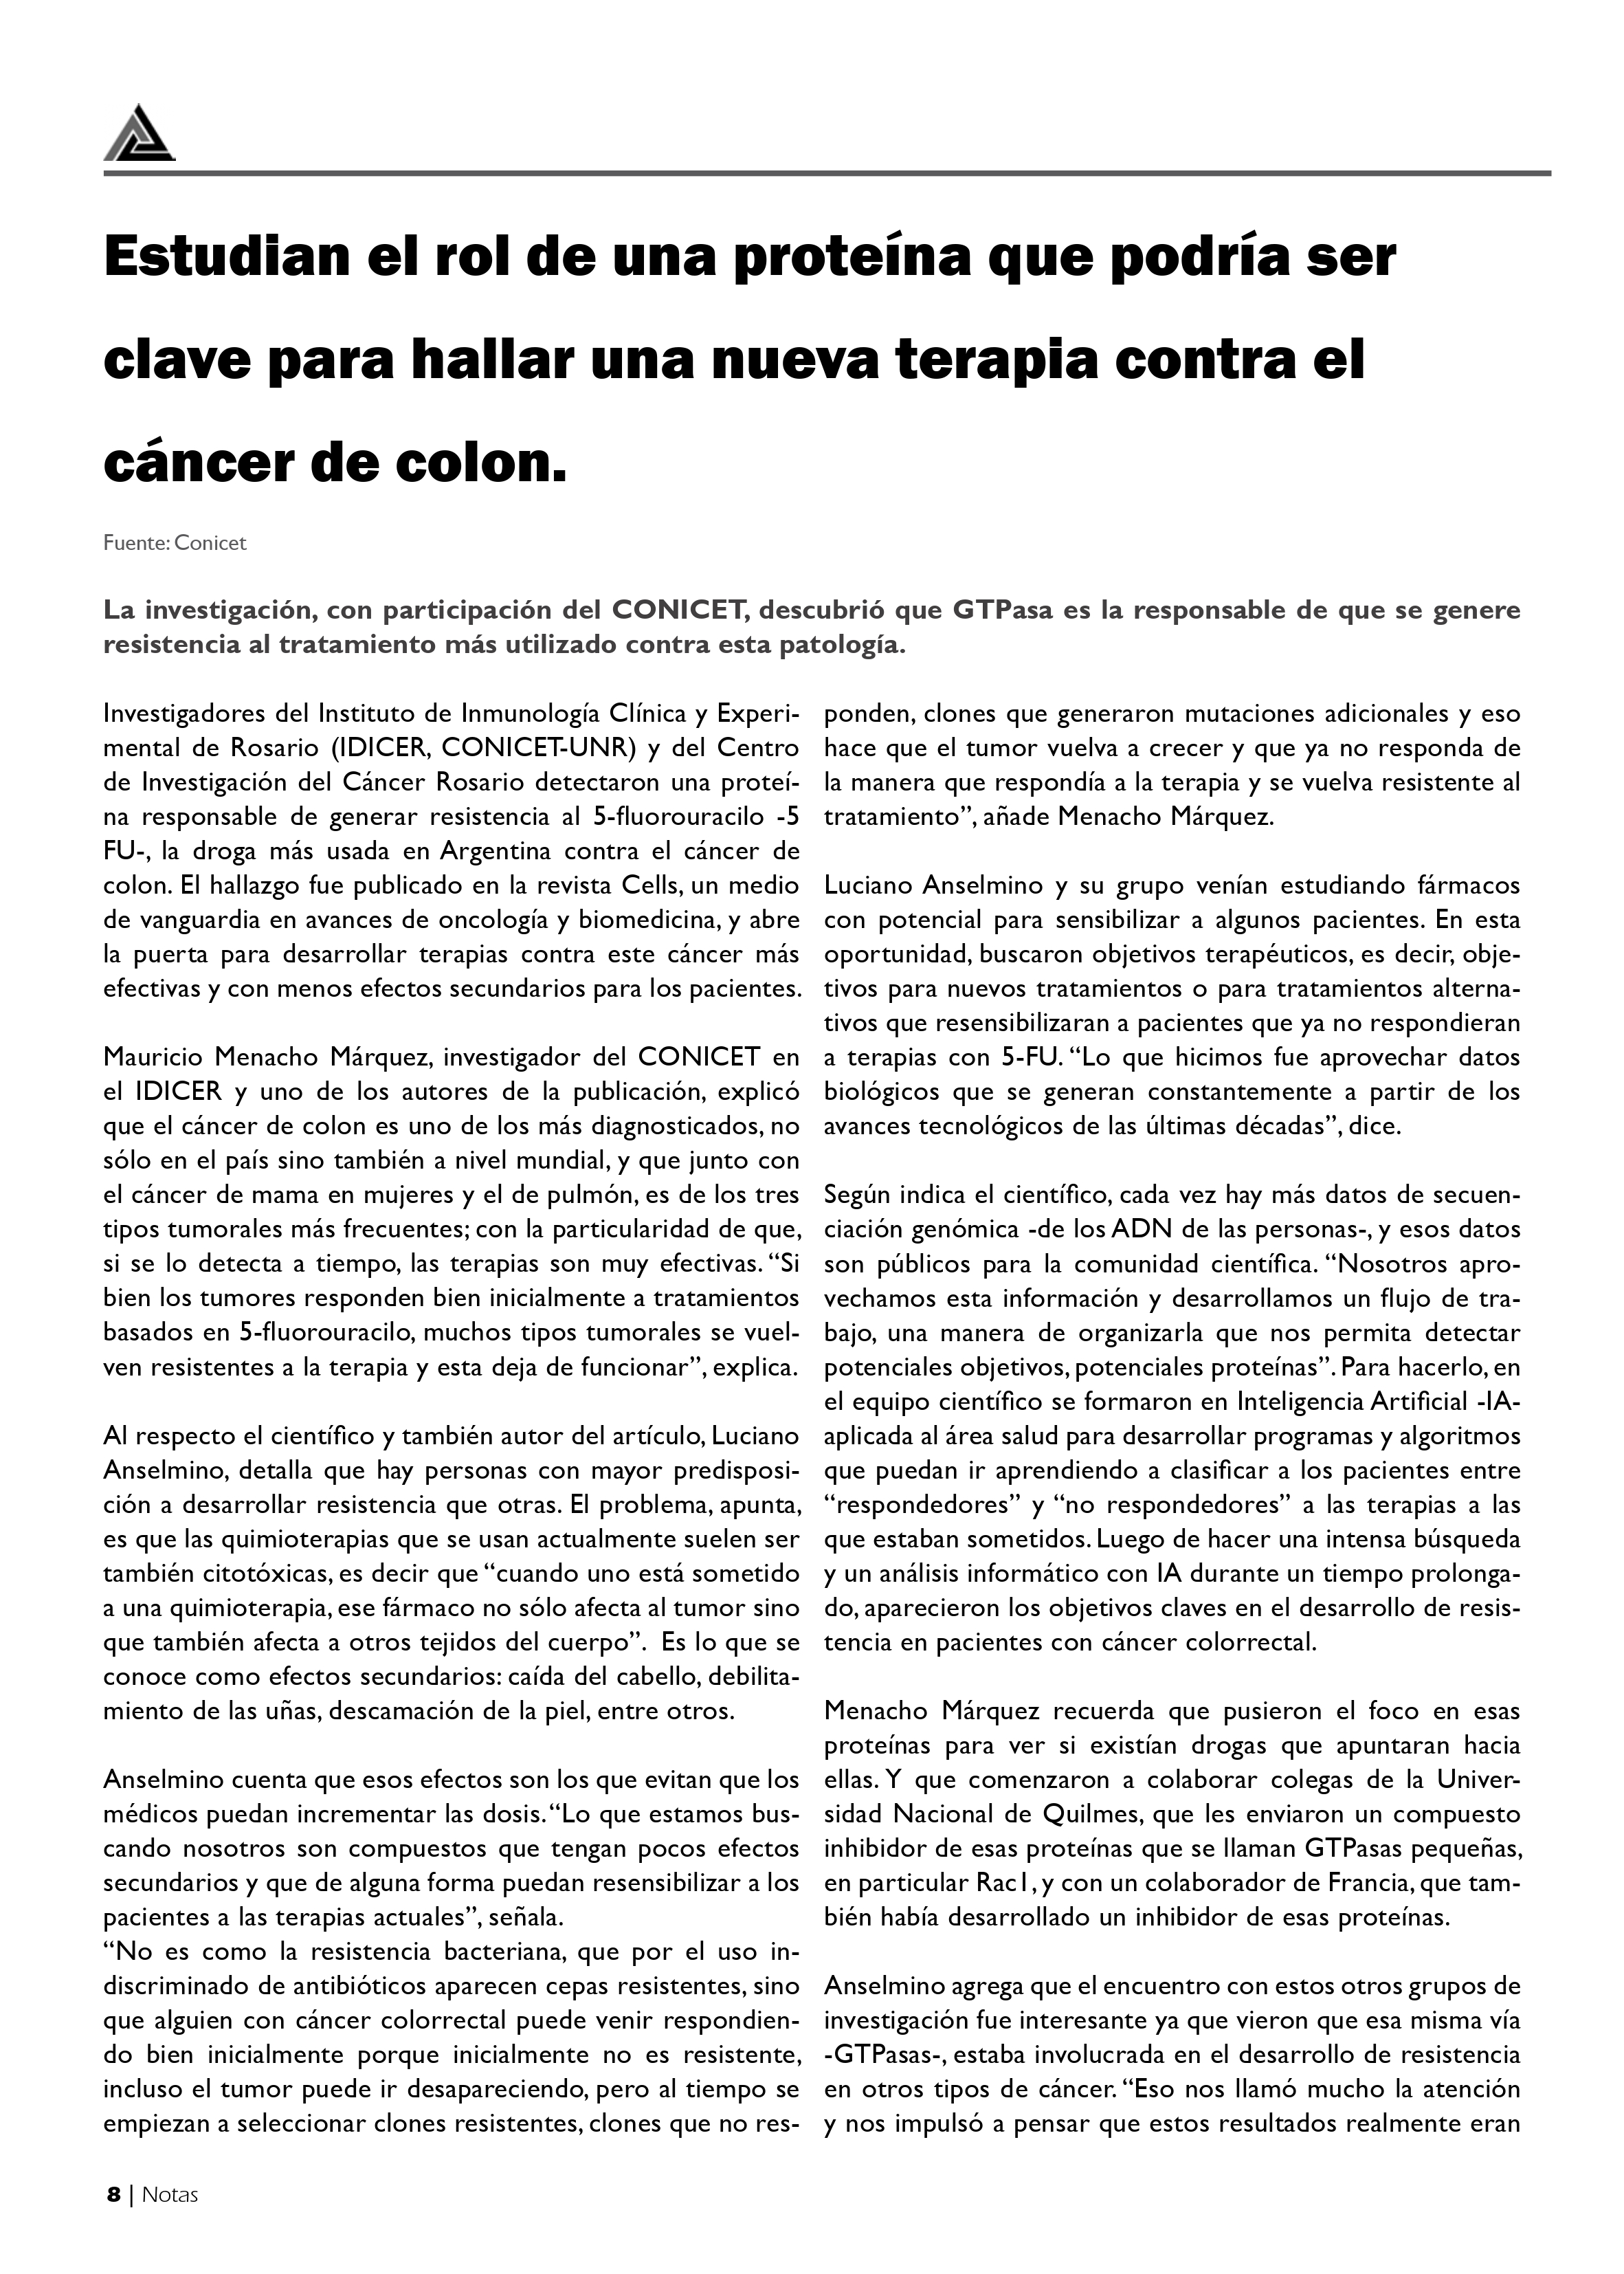 Estudian el rol de una proteína que podría ser
clave para hallar una nueva terapia contra el
cáncer de colon.
Fuente: Conicet
La investigación, con participación del CONICET, descubrió que GTPasa es la responsable de que se genere
resistencia al tratamiento más utilizado contra esta patología.
Investigadores del Instituto de Inmunología Clínica y Experi-
mental de Rosario (IDICER, CONICET-UNR) y del Centro
de Investigación del Cáncer Rosario detectaron una proteí-
na responsable de generar resistencia al 5-fluorouracilo -5
FU-, la droga más usada en Argentina contra el cáncer de
colon. El hallazgo fue publicado en la revista Cells, un medio
de vanguardia en avances de oncología y biomedicina, y abre
la puerta para desarrollar terapias contra este cáncer más
efectivas y con menos efectos secundarios para los pacientes.
Mauricio Menacho Márquez, investigador del CONICET en
el IDICER y uno de los autores de la publicación, explicó
que el cáncer de colon es uno de los más diagnosticados, no
sólo en el país sino también a nivel mundial, y que junto con
el cáncer de mama en mujeres y el de pulmón, es de los tres
tipos tumorales más frecuentes; con la particularidad de que,
si se lo detecta a tiempo, las terapias son muy efectivas. “Si
bien los tumores responden bien inicialmente a tratamientos
basados en 5-fluorouracilo, muchos tipos tumorales se vuel-
ven resistentes a la terapia y esta deja de funcionar”, explica.
Al respecto el científico y también autor del artículo, Luciano
Anselmino, detalla que hay personas con mayor predisposi-
ción a desarrollar resistencia que otras. El problema, apunta,
es que las quimioterapias que se usan actualmente suelen ser
también citotóxicas, es decir que “cuando uno está sometido
a una quimioterapia, ese fármaco no sólo afecta al tumor sino
que también afecta a otros tejidos del cuerpo”.  Es lo que se
conoce como efectos secundarios: caída del cabello, debilita-
miento de las uñas, descamación de la piel, entre otros.
Anselmino cuenta que esos efectos son los que evitan que los
médicos puedan incrementar las dosis. “Lo que estamos bus-
cando nosotros son compuestos que tengan pocos efectos
secundarios y que de alguna forma puedan resensibilizar a los
pacientes a las terapias actuales”, señala.
“No es como la resistencia bacteriana, que por el uso in-
discriminado de antibióticos aparecen cepas resistentes, sino
que alguien con cáncer colorrectal puede venir respondien-
do bien inicialmente porque inicialmente no es resistente,
incluso el tumor puede ir desapareciendo, pero al tiempo se
empiezan a seleccionar clones resistentes, clones que no res-
ponden, clones que generaron mutaciones adicionales y eso
hace que el tumor vuelva a crecer y que ya no responda de
la manera que respondía a la terapia y se vuelva resistente al
tratamiento”, añade Menacho Márquez.
Luciano Anselmino y su grupo venían estudiando fármacos
con potencial para sensibilizar a algunos pacientes. En esta
oportunidad, buscaron objetivos terapéuticos, es decir, obje-
tivos para nuevos tratamientos o para tratamientos alterna-
tivos que resensibilizaran a pacientes que ya no respondieran
a terapias con 5-FU. “Lo que hicimos fue aprovechar datos
biológicos que se generan constantemente a partir de los
avances tecnológicos de las últimas décadas”, dice.
Según indica el científico, cada vez hay más datos de secuen-
ciación genómica -de los ADN de las personas-, y esos datos
son públicos para la comunidad científica. “Nosotros apro-
vechamos esta información y desarrollamos un flujo de tra-
bajo, una manera de organizarla que nos permita detectar
potenciales objetivos, potenciales proteínas”. Para hacerlo, en
el equipo científico se formaron en Inteligencia Artificial -IA-
aplicada al área salud para desarrollar programas y algoritmos
que puedan ir aprendiendo a clasificar a los pacientes entre
“respondedores” y “no respondedores” a las terapias a las
que estaban sometidos. Luego de hacer una intensa búsqueda
y un análisis informático con IA durante un tiempo prolonga-
do, aparecieron los objetivos claves en el desarrollo de resis-
tencia en pacientes con cáncer colorrectal.
Menacho Márquez recuerda que pusieron el foco en esas
proteínas para ver si existían drogas que apuntaran hacia
ellas. Y que comenzaron a colaborar colegas de la Univer-
sidad Nacional de Quilmes, que les enviaron un compuesto
inhibidor de esas proteínas que se llaman GTPasas pequeñas,
en particular Rac1, y con un colaborador de Francia, que tam-
bién había desarrollado un inhibidor de esas proteínas.
Anselmino agrega que el encuentro con estos otros grupos de
investigación fue interesante ya que vieron que esa misma vía
-GTPasas-, estaba involucrada en el desarrollo de resistencia
en otros tipos de cáncer. “Eso nos llamó mucho la atención
y nos impulsó a pensar que estos resultados realmente eran
8 | Notas